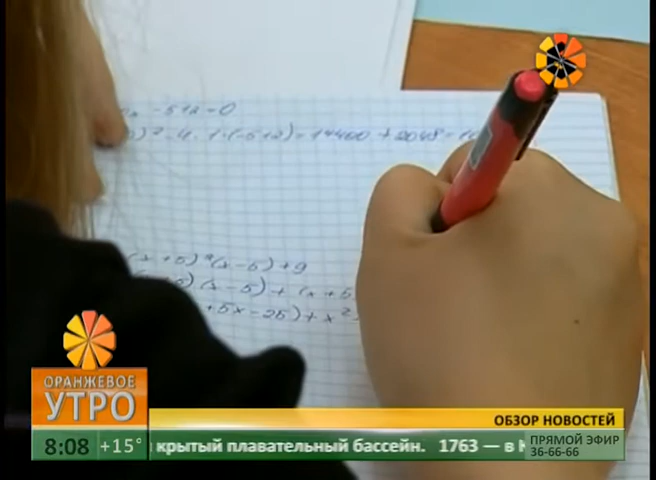 -512=0
)²-4·1·(-512)=14400+2048=
(x+5)²(x-5)+9
(x-5)+(x+5
+5x-25)+x²
ОРАНЖЕВОЕ
УТРО
ОБЗОР НОВОСТЕЙ
8:08 +15° крытый плавательный бассейн. 1763 — в
ПРЯМОЙ ЭФИР
36-66-66